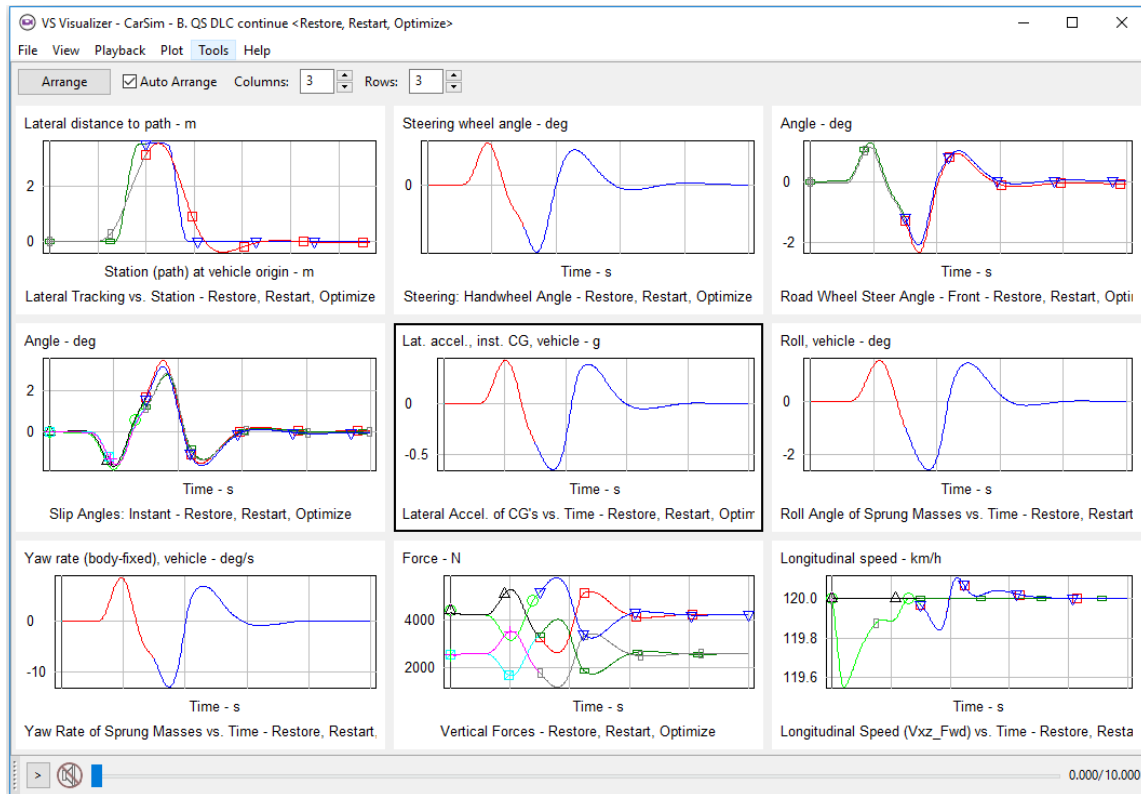 VS Visualizer - CarSim - B. QS DLC continue <Restore, Restart, Optimize>
File View Playback Plot Tools Help
Arrange Auto Arrange Columns: 3 Rows: 3
Lateral distance to path - m
2
0
Station (path) at vehicle origin - m
Lateral Tracking vs. Station - Restore, Restart, Optimize
Steering wheel angle - deg
0
Time - s
Steering: Handwheel Angle - Restore, Restart, Optimize
Angle - deg
0
-2
Time - s
Road Wheel Steer Angle - Front - Restore, Restart, Opti
Angle - deg
2
0
Time - s
Slip Angles: Instant - Restore, Restart, Optimize
Lat. accel., inst. CG, vehicle - g
0
-0.5
Time - s
Lateral Accel. of CG's vs. Time - Restore, Restart, Optim
Roll, vehicle - deg
0
-2
Time - s
Roll Angle of Sprung Masses vs. Time - Restore, Restart
Yaw rate (body-fixed), vehicle - deg/s
0
-10
Time - s
Yaw Rate of Sprung Masses vs. Time - Restore, Restart,
Force - N
4000
2000
Time - s
Vertical Forces - Restore, Restart, Optimize
Longitudinal speed - km/h
120.0
119.8
119.6
Time - s
Longitudinal Speed (Vxz_Fwd) vs. Time - Restore, Resta
> 0.000/10.000